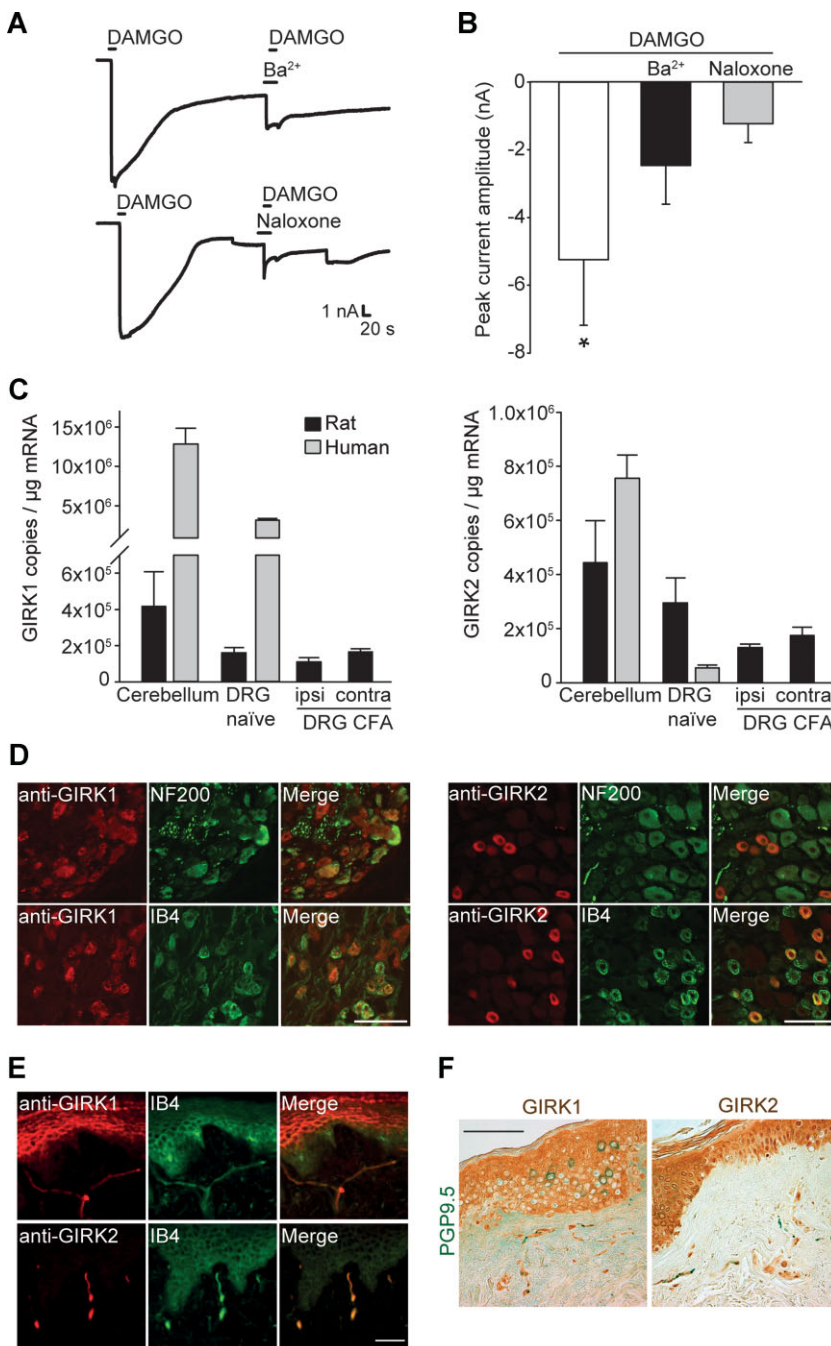 A
DAMGO
DAMGO
Ba²⁺
DAMGO
DAMGO
Naloxone
1 nA
20 s
B
DAMGO
Ba²⁺
Naloxone
Peak current amplitude (nA)
0
-2
-4
-6
-8
*
C
GIRK1 copies / µg mRNA
15x10⁶
10x10⁶
5x10⁶
6x10⁵
4x10⁵
2x10⁵
0
Rat
Human
Cerebellum DRG ipsi contra
naïve DRG CFA
GIRK2 copies / µg mRNA
1.0x10⁶
8x10⁵
6x10⁵
4x10⁵
2x10⁵
0
Cerebellum DRG ipsi contra
naïve DRG CFA
D
anti-GIRK1 NF200 Merge
anti-GIRK1 IB4 Merge
anti-GIRK2 NF200 Merge
anti-GIRK2 IB4 Merge
E
anti-GIRK1 IB4 Merge
anti-GIRK2 IB4 Merge
F
GIRK1 GIRK2
PGP9.5